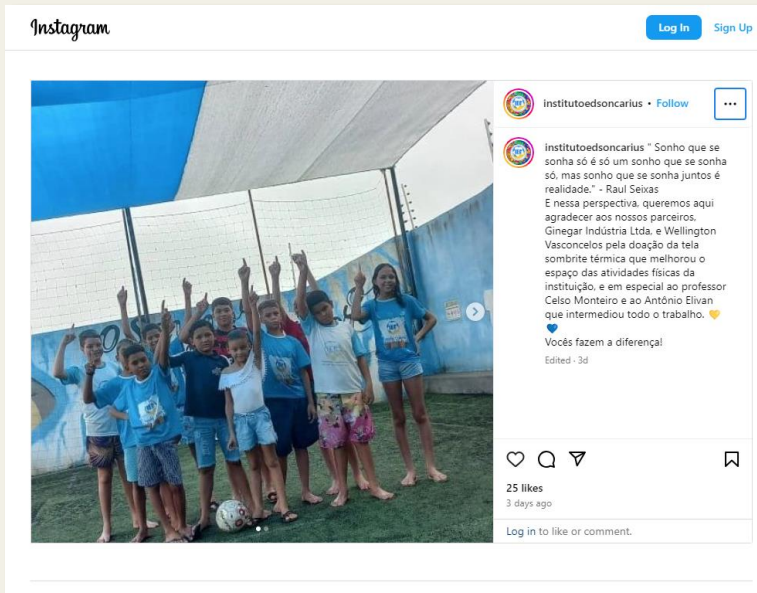 Instagram
Log In
Sign Up
institutoedsoncarius • Follow
institutoedsoncarius " Sonho que se
sonha só é só um sonho que se sonha
só, mas sonho que se sonha juntos é
realidade." - Raul Seixas
E nessa perspectiva, queremos aqui
agradecer aos nossos parceiros,
Ginegar Indústria Ltda, e Wellington
Vasconcelos pela doação da tela
sombrite térmica que melhorou o
espaço das atividades físicas da
instituição, e em especial ao professor
Celso Monteiro e ao Antônio Elivan
que intermediou todo o trabalho. 💛
💙
Vocês fazem a diferença!
Edited · 3d
25 likes
3 days ago
Log in to like or comment.